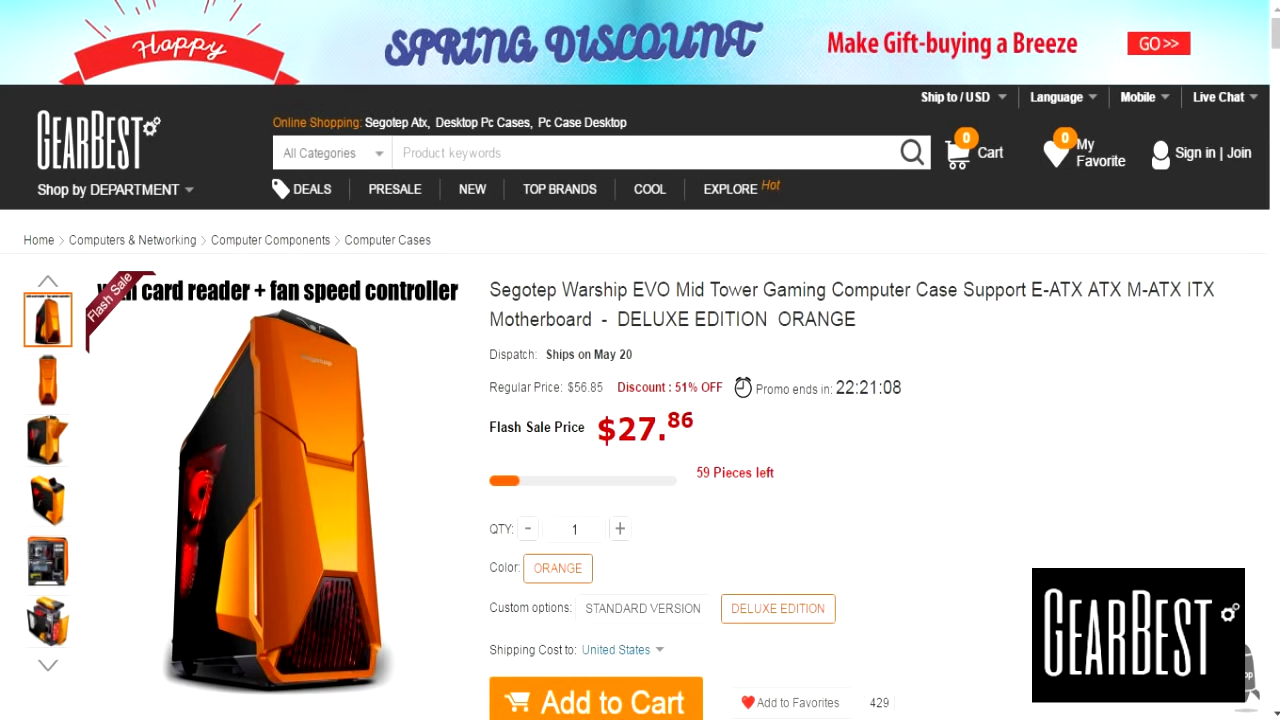 Happy
SPRING DISCOUNT
Make Gift-buying a Breeze
GO >>
Ship to / USD
Language
Mobile
Live Chat
GEARBEST
Online Shopping: Segotep Atx, Desktop Pc Cases, Pc Case Desktop
All Categories
Product keywords
0
Cart
0
My
Favorite
Sign in | Join
Shop by DEPARTMENT
DEALS
PRESALE
NEW
TOP BRANDS
COOL
EXPLORE Hot
Home > Computers & Networking > Computer Components > Computer Cases
Flash Sale
card reader + fan speed controller
segotep
Segotep Warship EVO Mid Tower Gaming Computer Case Support E-ATX ATX M-ATX ITX
Motherboard - DELUXE EDITION ORANGE
Dispatch: Ships on May 20
Regular Price: $56.85 Discount : 51% OFF Promo ends in: 22:21:08
Flash Sale Price $27.86
59 Pieces left
QTY: - 1 +
Color: ORANGE
Custom options: STANDARD VERSION DELUXE EDITION
Shipping Cost to: United States
Add to Cart
Add to Favorites 429
GEARBEST